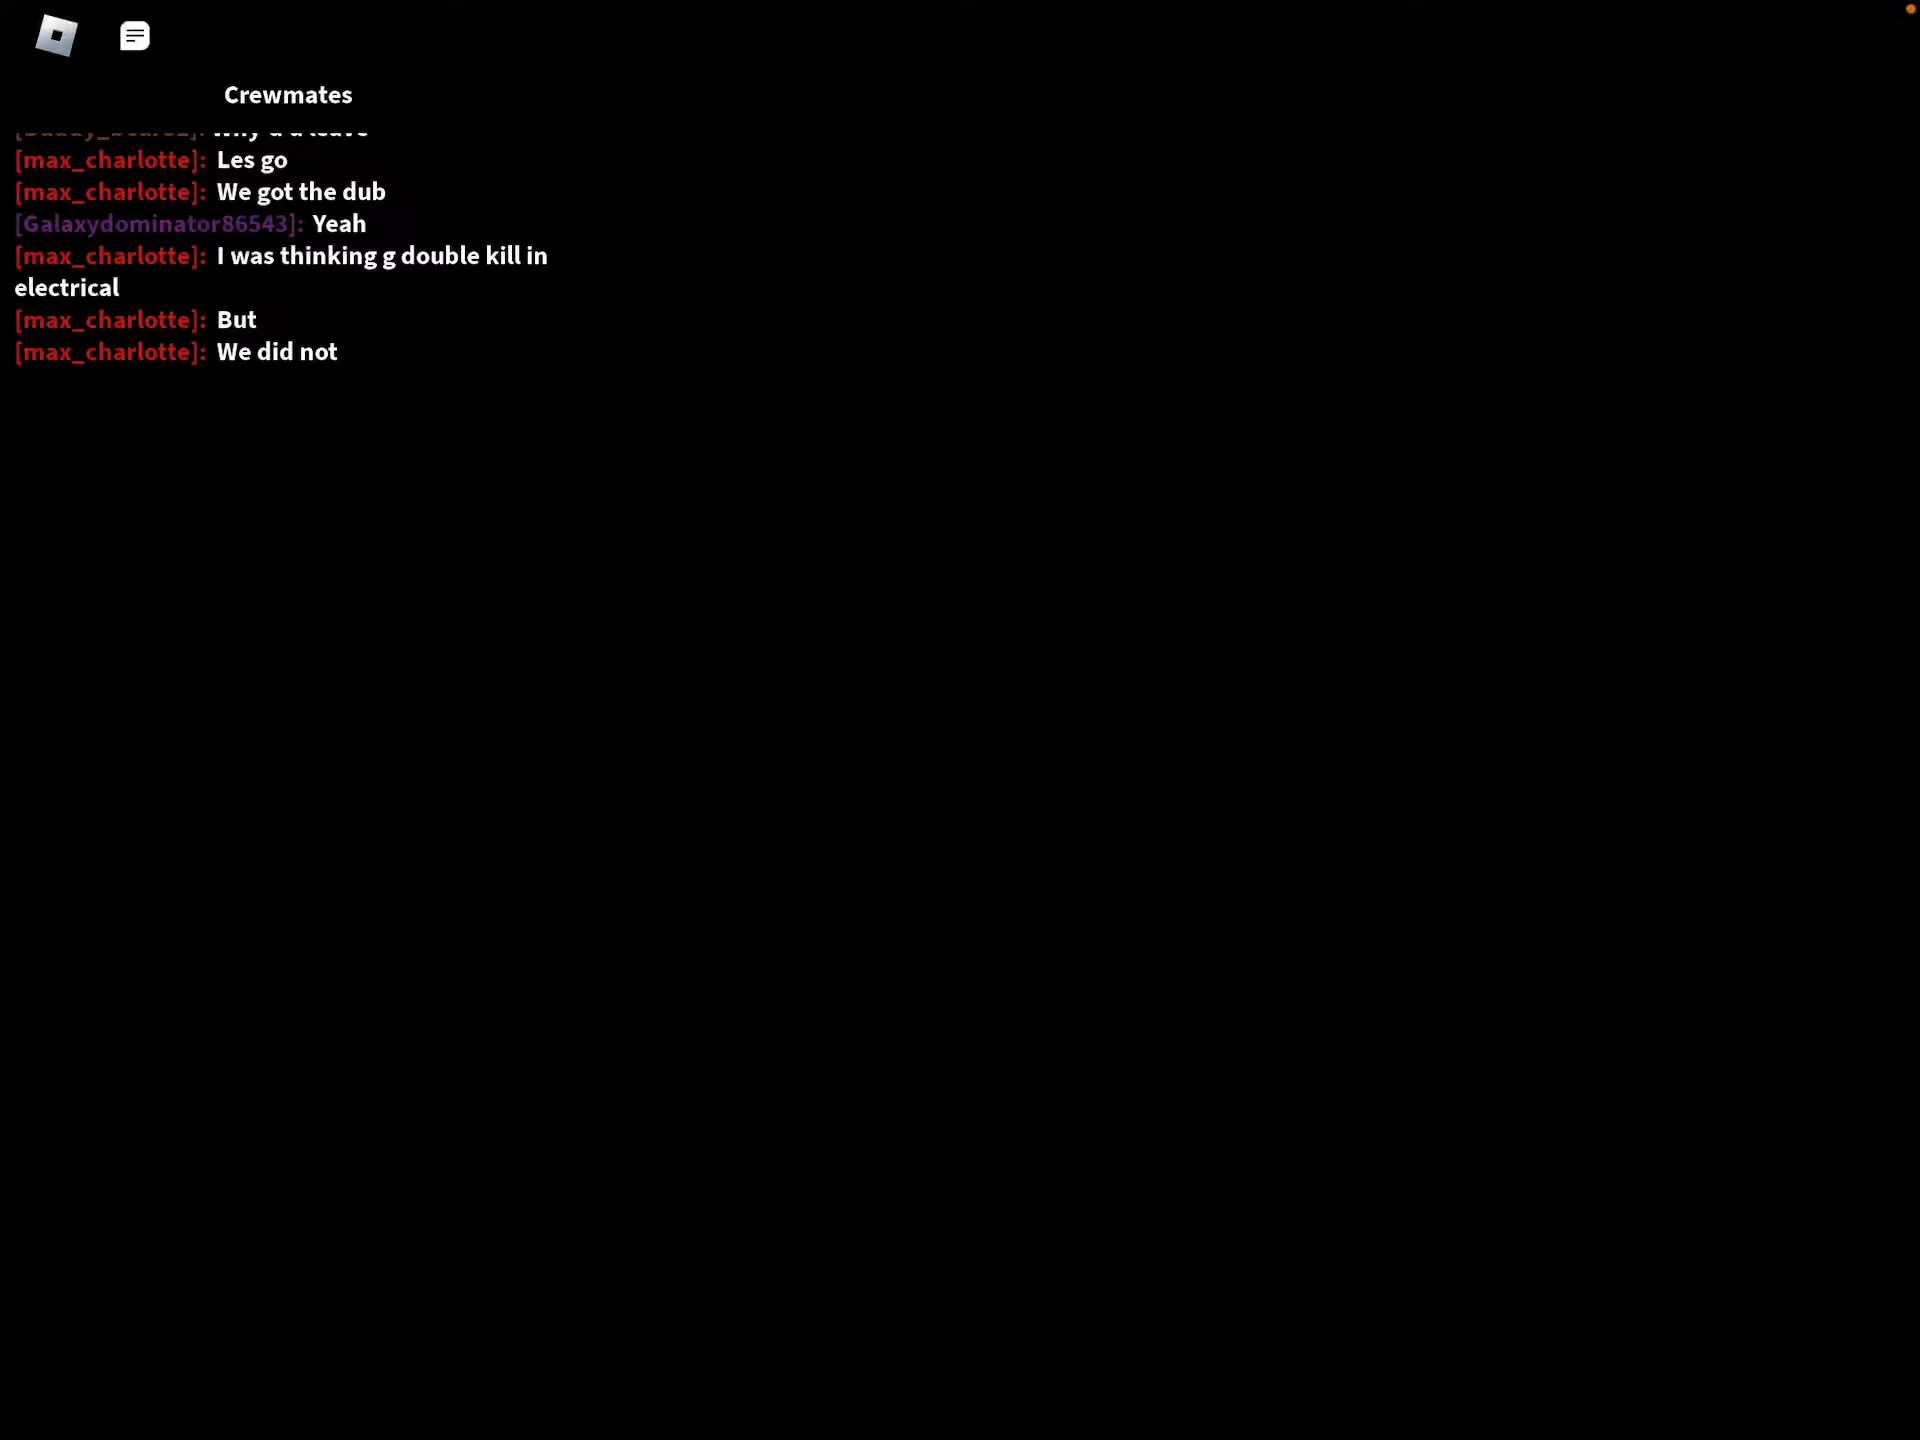 Crewmates
[max_charlotte]: Les go
[max_charlotte]: We got the dub
[Galaxydominator86543]: Yeah
[max_charlotte]: I was thinking g double kill in
electrical
[max_charlotte]: But
[max_charlotte]: We did not